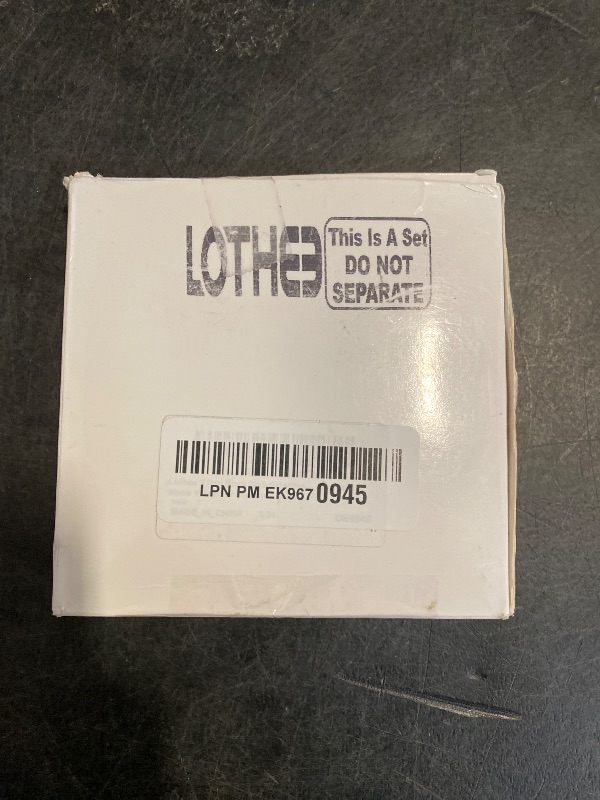 LOTHEE
This Is A Set
DO NOT
SEPARATE
LPN PM EK967 0945